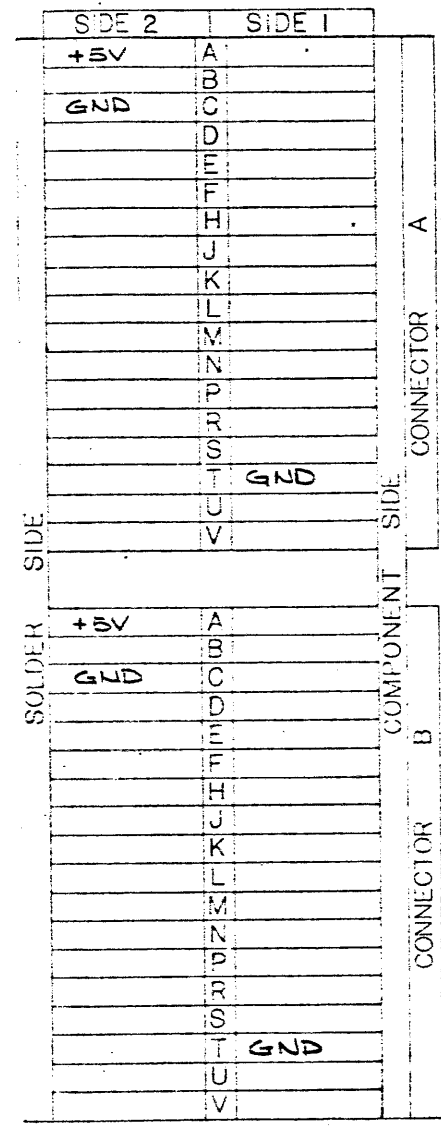 SIDE 2 SIDE 1
+5V A
B
GND C
D
E
F
H
J
K
L
M
N
P
R
S
T GND
U
V
CONNECTOR A
+5V A
B
GND C
D
E
F
H
J
K
L
M
N
P
R
S
T GND
U
V
CONNECTOR B
SOLDER SIDE
COMPONENT SIDE